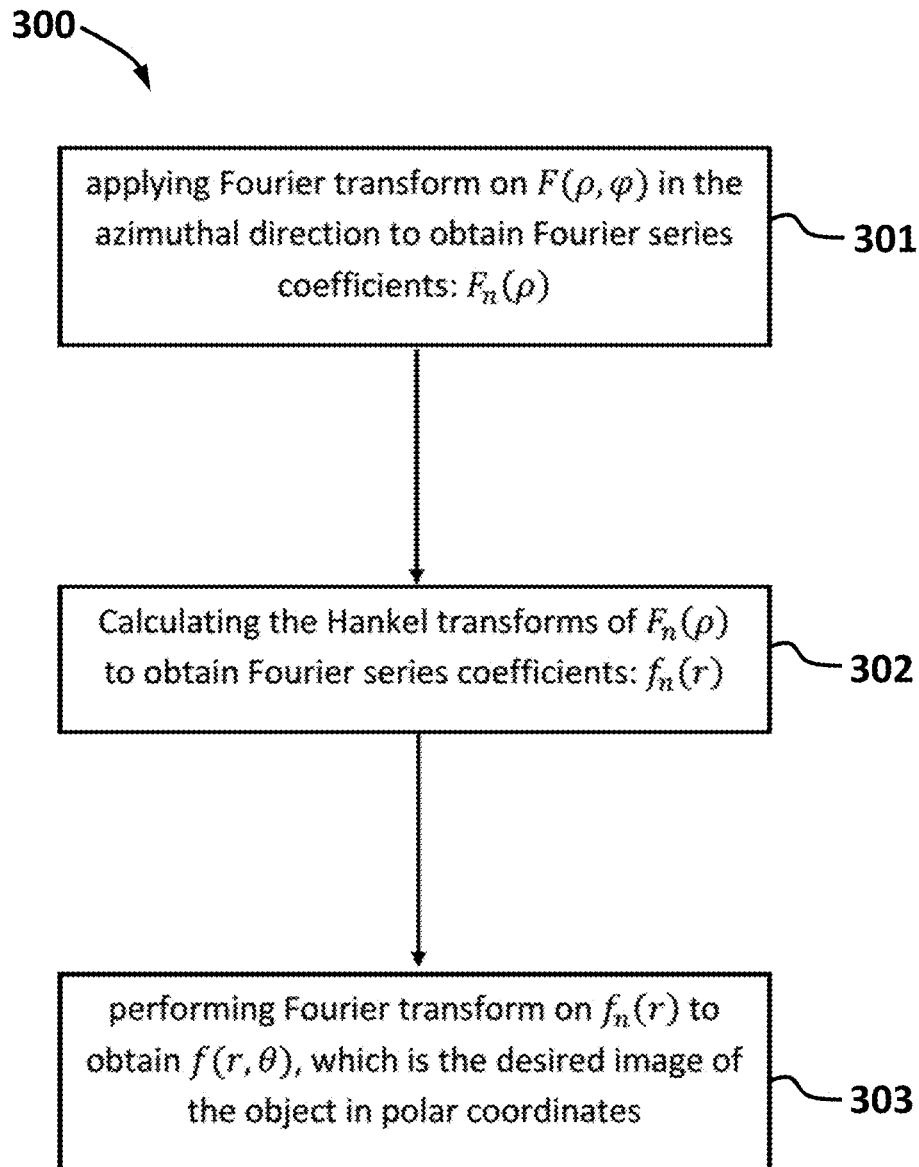 300
applying Fourier transform on F(ρ, φ) in the
azimuthal direction to obtain Fourier series
coefficients: Fₙ(ρ)
301
Calculating the Hankel transforms of Fₙ(ρ)
to obtain Fourier series coefficients: fₙ(r)
302
performing Fourier transform on fₙ(r) to
obtain f(r, θ), which is the desired image of
the object in polar coordinates
303